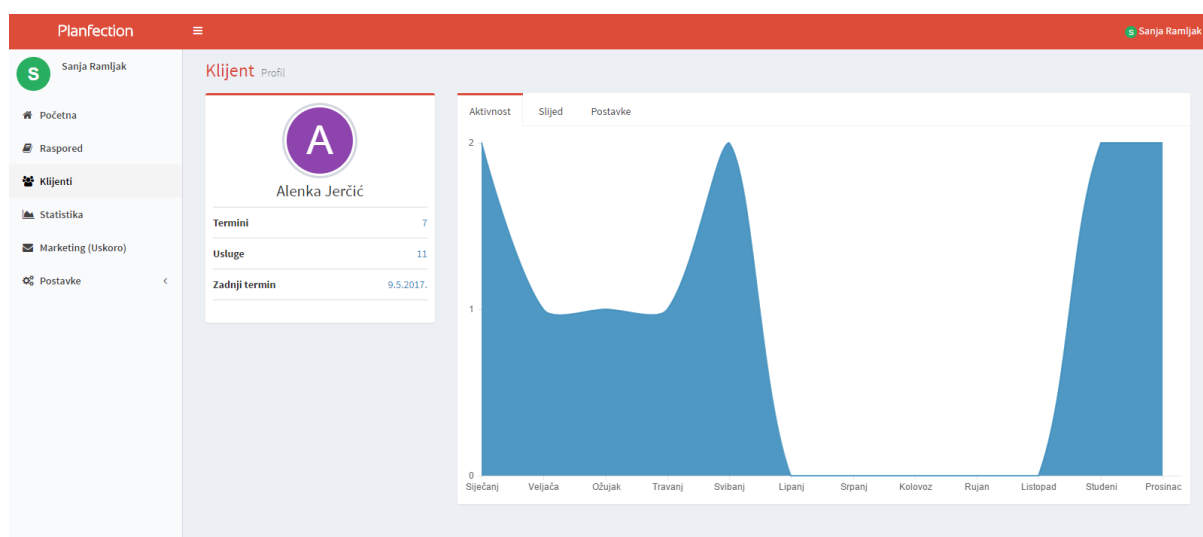 Planfection
S Sanja Ramljak
S
Sanja Ramljak
Početna
Raspored
Klijenti
Statistika
Marketing (Uskoro)
Postavke
Klijent Profil
A
Alenka Jerčić
Termini 7
Usluge 11
Zadnji termin 9.5.2017.
Aktivnost Slijed Postavke
2
1
0
Siječanj Veljača Ožujak Travanj Svibanj Lipanj Srpanj Kolovoz Rujan Listopad Studeni Prosinac